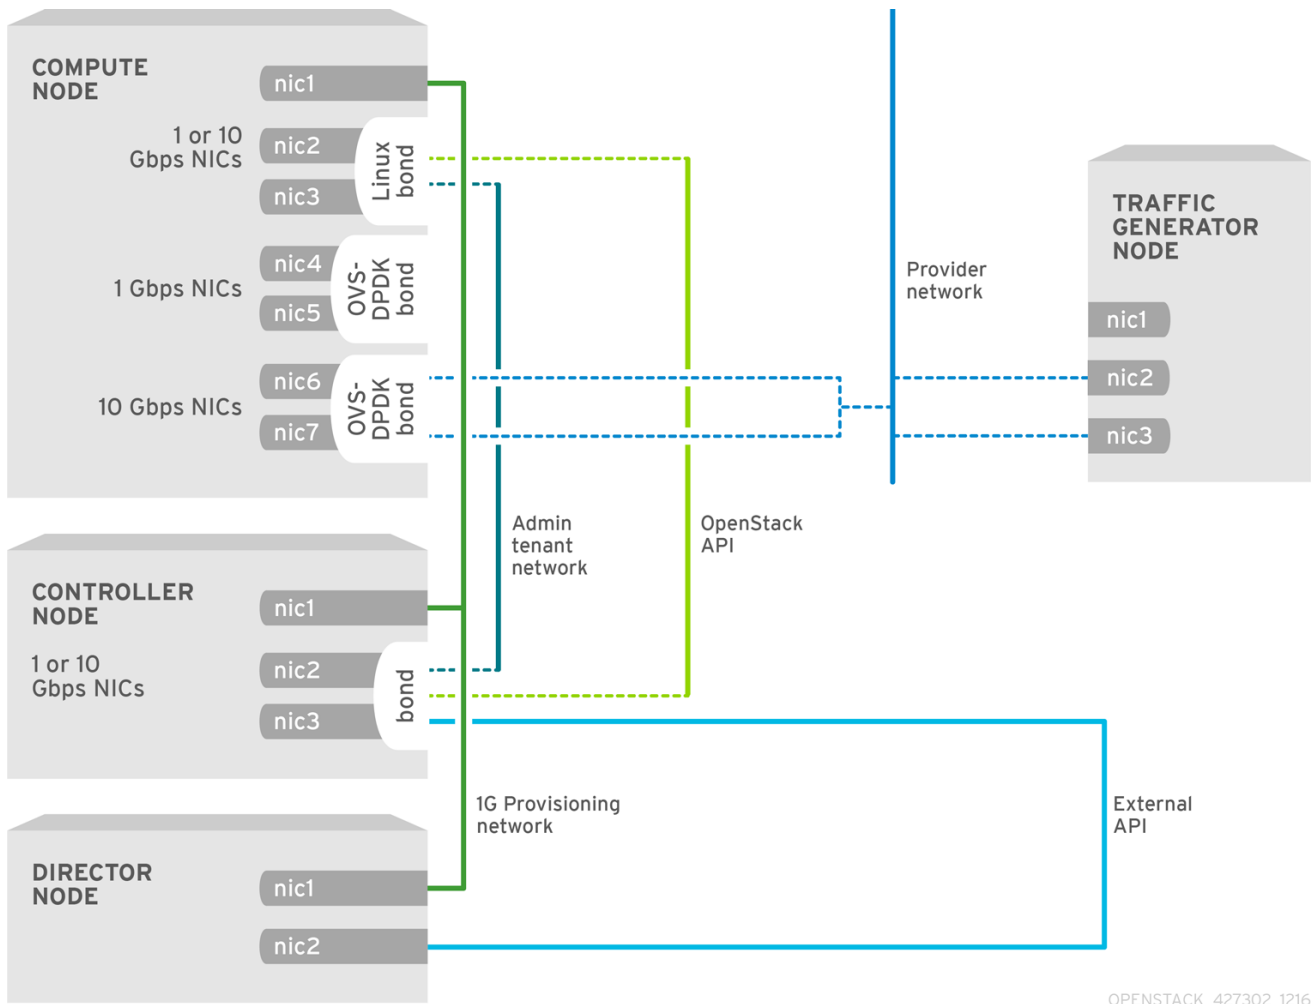 COMPUTE
NODE
nic1
1 or 10
Gbps NICs
nic2
nic3
Linux
bond
1 Gbps NICs
nic4
nic5
OVS-
DPDK
bond
10 Gbps NICs
nic6
nic7
OVS-
DPDK
bond
Provider
network
TRAFFIC
GENERATOR
NODE
nic1
nic2
nic3
Admin
tenant
network
OpenStack
API
CONTROLLER
NODE
nic1
1 or 10
Gbps NICs
nic2
nic3
bond
1G Provisioning
network
External
API
DIRECTOR
NODE
nic1
nic2
OPENSTACK_427302_1216